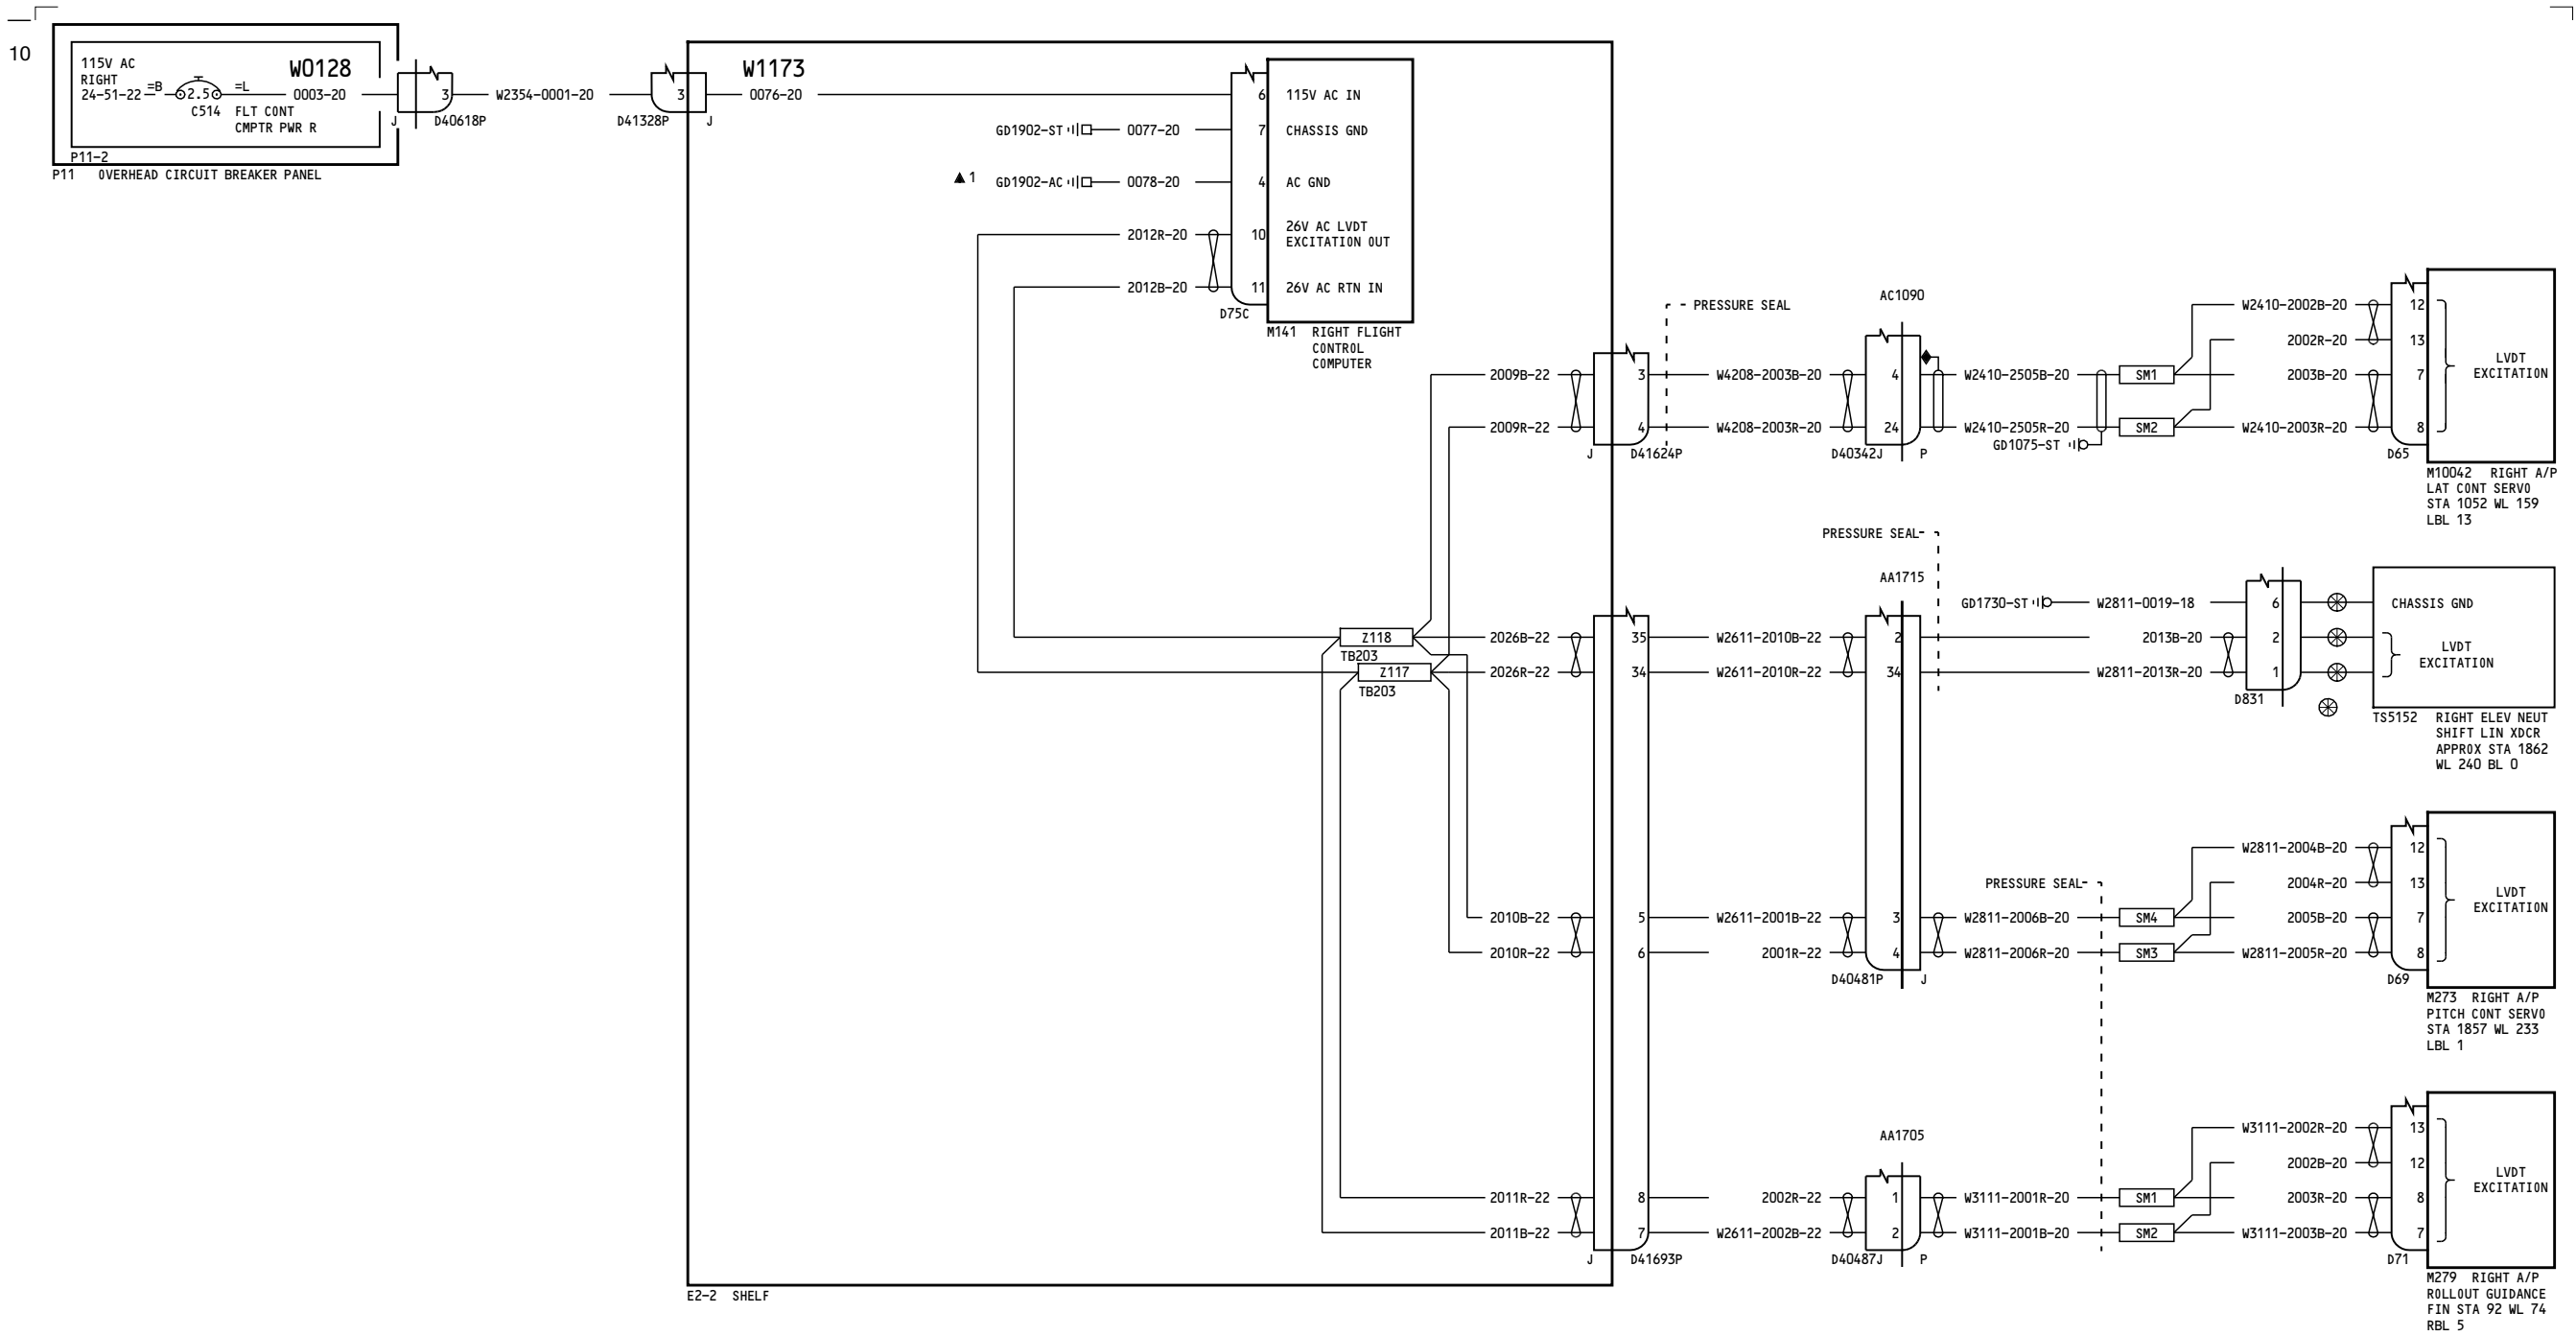 10
115V AC
RIGHT
24-51-22
=B
2.5
=L
C514
FLT CONT
CMPTR PWR R
W0128
0003-20
P11-2
P11 OVERHEAD CIRCUIT BREAKER PANEL
3
J
D40618P
W2354-0001-20
3
D41328P
J
W1173
0076-20
6
115V AC IN
GD1902-ST
0077-20
7
CHASSIS GND
1
GD1902-AC
0078-20
4
AC GND
2012R-20
10
26V AC LVDT
EXCITATION OUT
2012B-20
11
26V AC RTN IN
D75C
M141 RIGHT FLIGHT
CONTROL
COMPUTER
PRESSURE SEAL
AC1090
2009B-22
3
W4208-2003B-20
4
W2410-2505B-20
SM1
2009R-22
4
W4208-2003R-20
24
W2410-2505R-20
SM2
GD1075-ST
J
D41624P
D40342J
P
W2410-2002B-20
12
2002R-20
13
2003B-20
7
W2410-2003R-20
8
LVDT
EXCITATION
D65
M10042 RIGHT A/P
LAT CONT SERVO
STA 1052 WL 159
LBL 13
PRESSURE SEAL
AA1715
GD1730-ST
W2811-0019-18
6
CHASSIS GND
Z118
TB203
2026B-22
35
W2611-2010B-22
2
2013B-20
2
Z117
TB203
2026R-22
34
W2611-2010R-22
34
W2811-2013R-20
1
LVDT
EXCITATION
D831
TS5152 RIGHT ELEV NEUT
SHIFT LIN XDCR
APPROX STA 1862
WL 240 BL 0
PRESSURE SEAL
2010B-22
5
W2611-2001B-22
3
W2811-2006B-20
SM4
2010R-22
6
2001R-22
4
W2811-2006R-20
SM3
D40481P
J
W2811-2004B-20
12
2004R-20
13
2005B-20
7
W2811-2005R-20
8
LVDT
EXCITATION
D69
M273 RIGHT A/P
PITCH CONT SERVO
STA 1857 WL 233
LBL 1
AA1705
2011R-22
8
2002R-22
1
W3111-2001R-20
SM1
2011B-22
7
W2611-2002B-22
2
W3111-2001B-20
SM2
J
D41693P
D40487J
P
W3111-2002R-20
13
2002B-20
12
2003R-20
8
W3111-2003B-20
7
LVDT
EXCITATION
D71
M279 RIGHT A/P
ROLLOUT GUIDANCE
FIN STA 92 WL 74
RBL 5
E2-2 SHELF